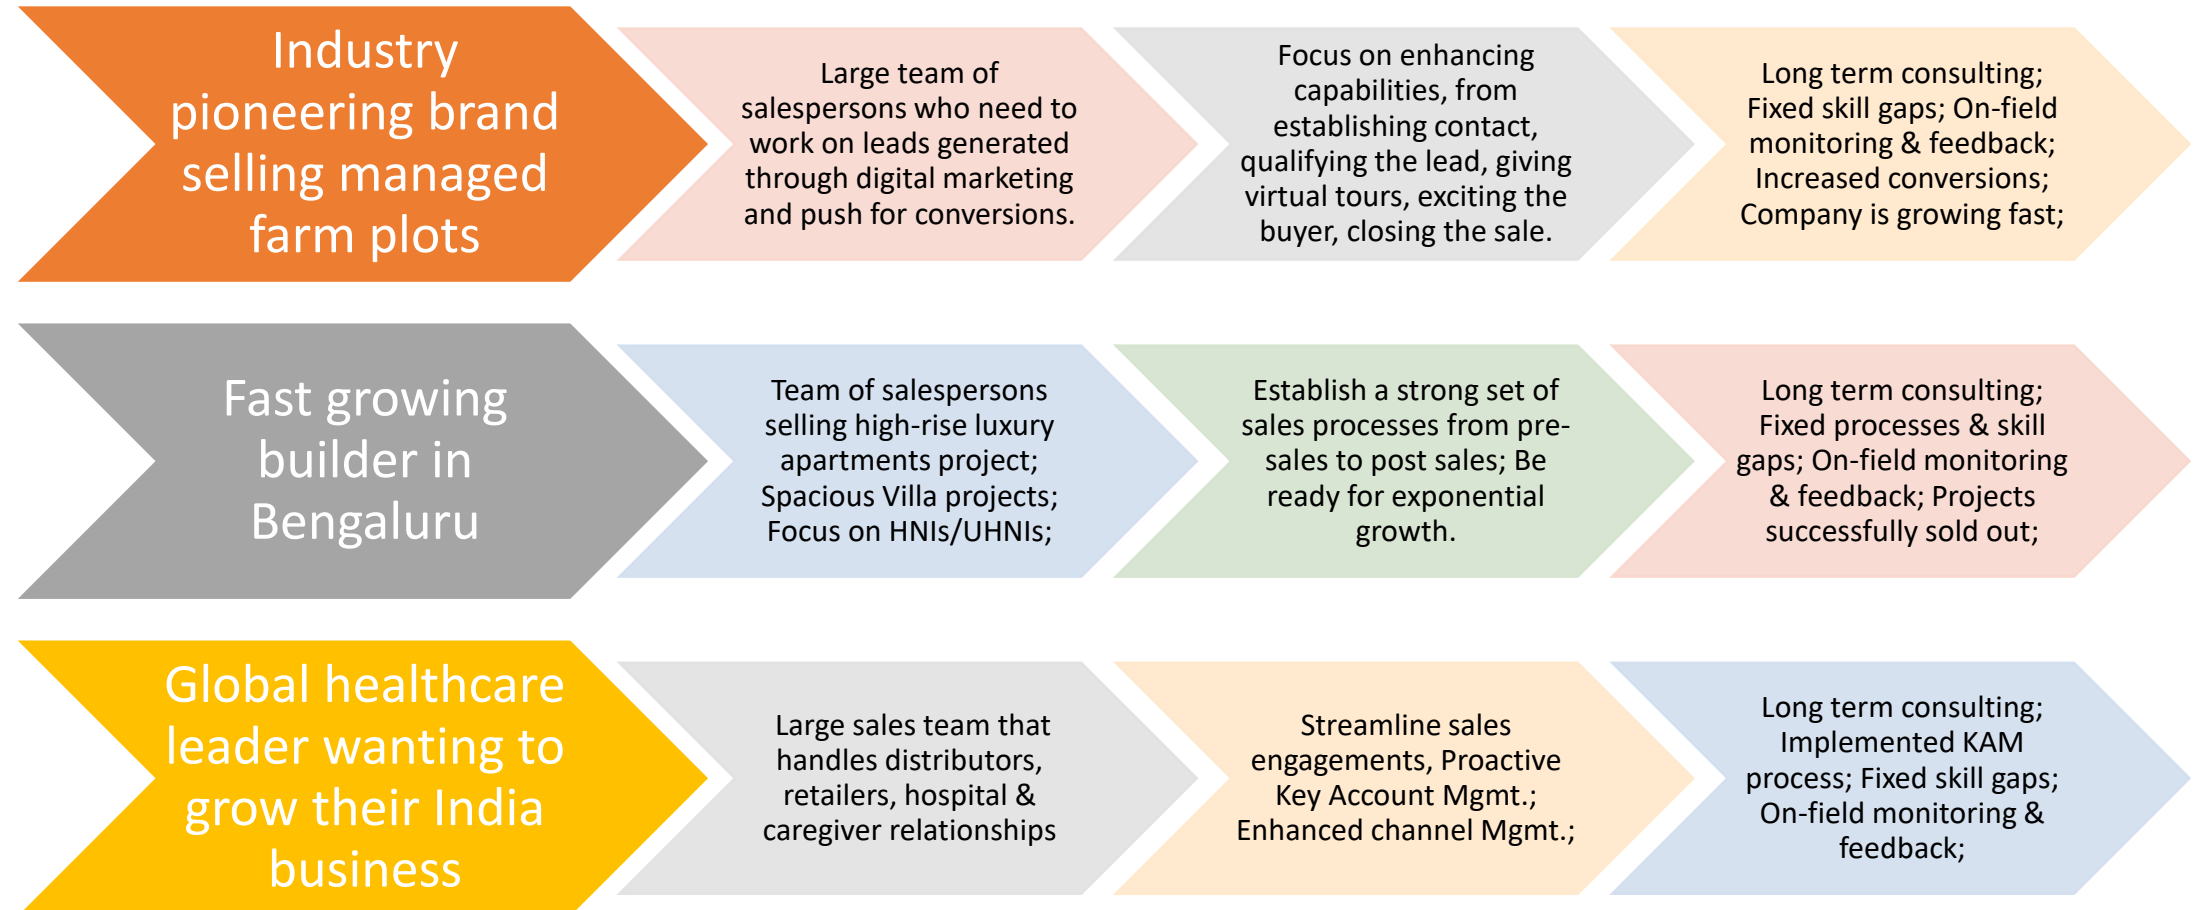 Industry
pioneering brand
selling managed
farm plots
Large team of
salespersons who need to
work on leads generated
through digital marketing
and push for conversions.
Focus on enhancing
capabilities, from
establishing contact,
qualifying the lead, giving
virtual tours, exciting the
buyer, closing the sale.
Long term consulting;
Fixed skill gaps; On-field
monitoring & feedback;
Increased conversions;
Company is growing fast;
Fast growing
builder in
Bengaluru
Team of salespersons
selling high-rise luxury
apartments project;
Spacious Villa projects;
Focus on HNIs/UHNIs;
Establish a strong set of
sales processes from pre-
sales to post sales; Be
ready for exponential
growth.
Long term consulting;
Fixed processes & skill
gaps; On-field monitoring
& feedback; Projects
successfully sold out;
Global healthcare
leader wanting to
grow their India
business
Large sales team that
handles distributors,
retailers, hospital &
caregiver relationships
Streamline sales
engagements, Proactive
Key Account Mgmt.;
Enhanced channel Mgmt.;
Long term consulting;
Implemented KAM
process; Fixed skill gaps;
On-field monitoring &
feedback;